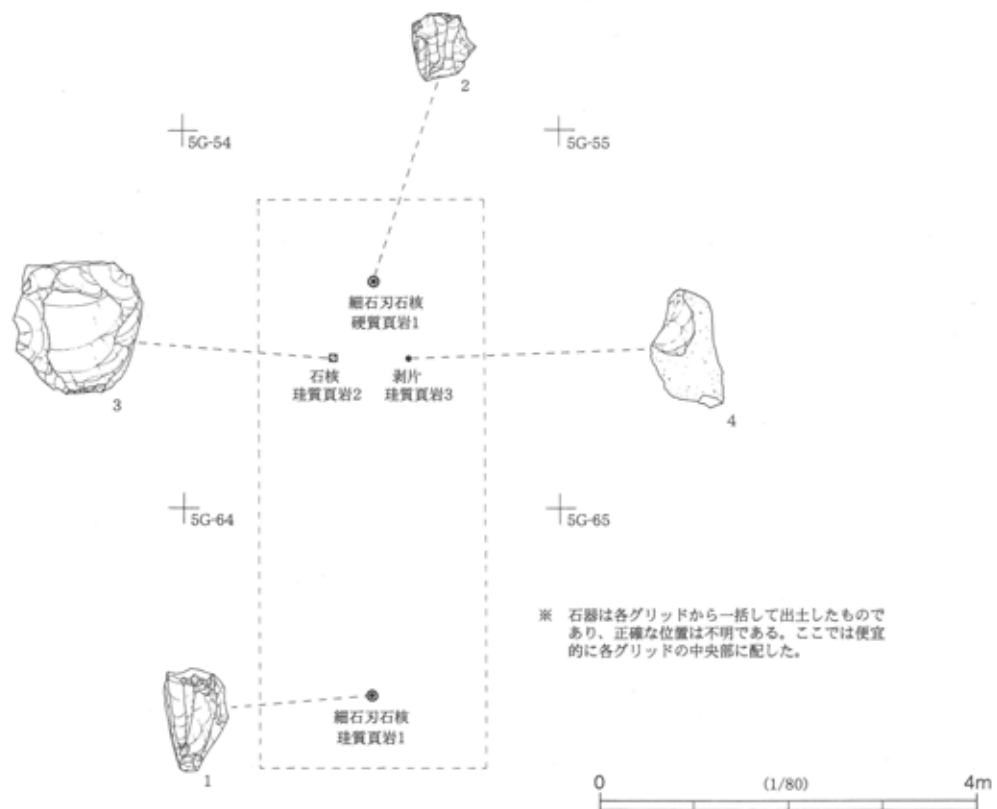 2
5G-54
5G-55
細石刃石核
硬質頁岩1
石核
珪質頁岩2
剥片
珪質頁岩3
3
4
5G-64
5G-65
※ 石器は各グリッドから一括して出土したもので
あり、正確な位置は不明である。ここでは便宜
的に各グリッドの中央部に配した。
細石刃石核
珪質頁岩1
1
0 (1/80) 4m